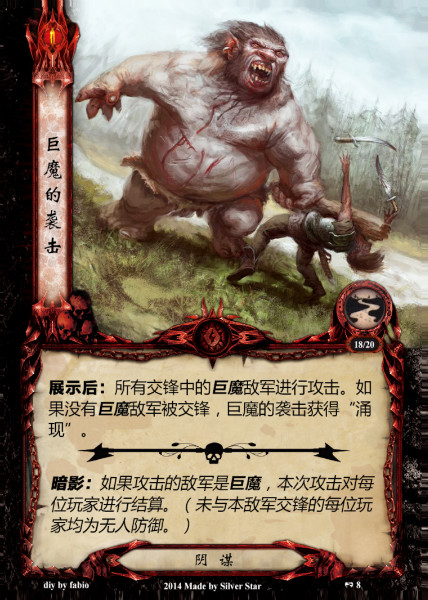 巨魔的袭击
18/20
展示后：所有交锋中的巨魔敌军进行攻击。如
果没有巨魔敌军被交锋，巨魔的袭击获得“涌
现”。
暗影：如果攻击的敌军是巨魔，本次攻击对每
位玩家进行结算。（未与本敌军交锋的每位玩
家均为无人防御。）
阴谋
diy by fabio
2014 Made by Silver Star
8